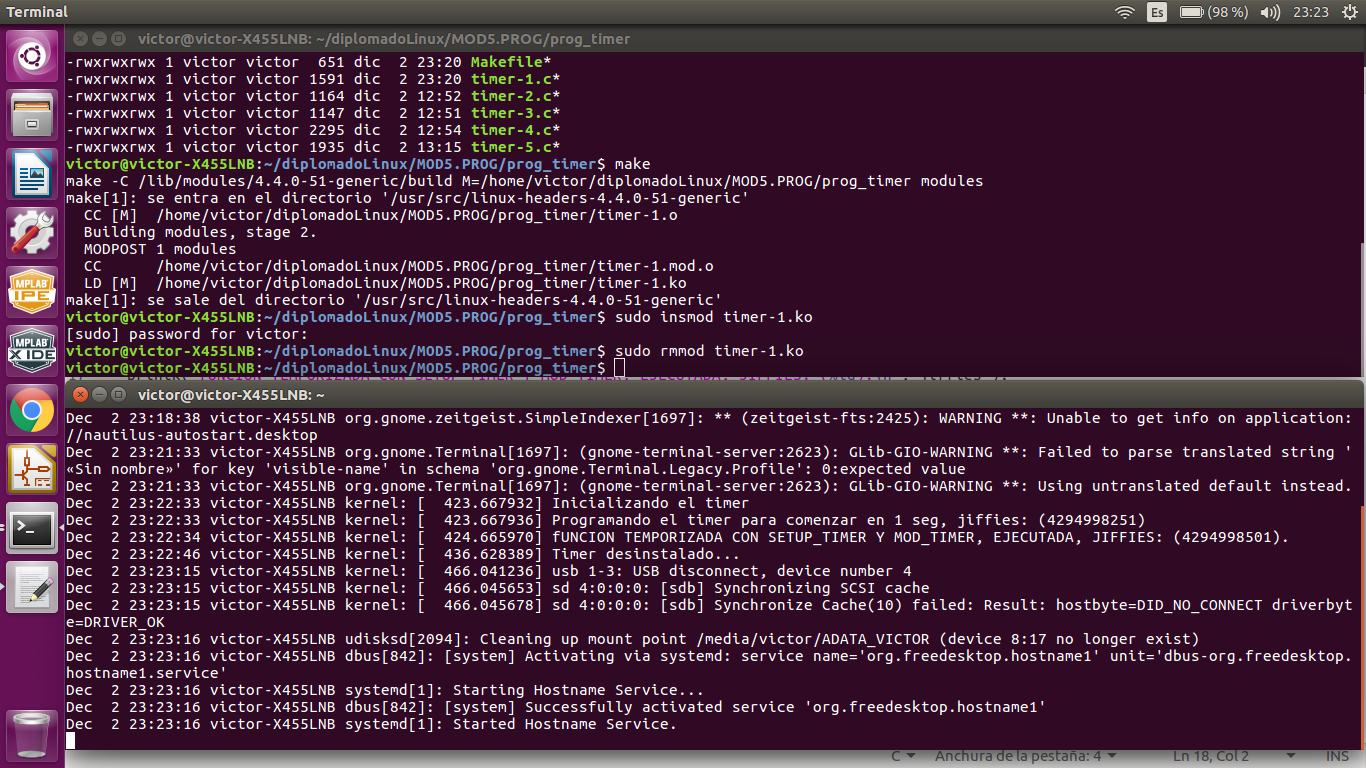 Terminal
Es
(98 %)
23:23
victor@victor-X455LNB: ~/diplomadoLinux/MOD5.PROG/prog_timer
-rwxrwxrwx 1 victor victor  651 dic  2 23:20 Makefile*
-rwxrwxrwx 1 victor victor 1591 dic  2 23:20 timer-1.c*
-rwxrwxrwx 1 victor victor 1164 dic  2 12:52 timer-2.c*
-rwxrwxrwx 1 victor victor 1147 dic  2 12:51 timer-3.c*
-rwxrwxrwx 1 victor victor 2295 dic  2 12:54 timer-4.c*
-rwxrwxrwx 1 victor victor 1935 dic  2 13:15 timer-5.c*
victor@victor-X455LNB:~/diplomadoLinux/MOD5.PROG/prog_timer$ make
make -C /lib/modules/4.4.0-51-generic/build M=/home/victor/diplomadoLinux/MOD5.PROG/prog_timer modules
make[1]: se entra en el directorio '/usr/src/linux-headers-4.4.0-51-generic'
  CC [M]  /home/victor/diplomadoLinux/MOD5.PROG/prog_timer/timer-1.o
  Building modules, stage 2.
  MODPOST 1 modules
  CC      /home/victor/diplomadoLinux/MOD5.PROG/prog_timer/timer-1.mod.o
  LD [M]  /home/victor/diplomadoLinux/MOD5.PROG/prog_timer/timer-1.ko
make[1]: se sale del directorio '/usr/src/linux-headers-4.4.0-51-generic'
victor@victor-X455LNB:~/diplomadoLinux/MOD5.PROG/prog_timer$ sudo insmod timer-1.ko
[sudo] password for victor:
victor@victor-X455LNB:~/diplomadoLinux/MOD5.PROG/prog_timer$ sudo rmmod timer-1.ko
victor@victor-X455LNB:~/diplomadoLinux/MOD5.PROG/prog_timer$
victor@victor-X455LNB: ~
Dec  2 23:18:38 victor-X455LNB org.gnome.zeitgeist.SimpleIndexer[1697]: ** (zeitgeist-fts:2425): WARNING **: Unable to get info on application:
//nautilus-autostart.desktop
Dec  2 23:21:33 victor-X455LNB org.gnome.Terminal[1697]: (gnome-terminal-server:2623): GLib-GIO-WARNING **: Failed to parse translated string '
«Sin nombre»' for key 'visible-name' in schema 'org.gnome.Terminal.Legacy.Profile': 0:expected value
Dec  2 23:21:33 victor-X455LNB org.gnome.Terminal[1697]: (gnome-terminal-server:2623): GLib-GIO-WARNING **: Using untranslated default instead.
Dec  2 23:22:33 victor-X455LNB kernel: [  423.667932] Inicializando el timer
Dec  2 23:22:33 victor-X455LNB kernel: [  423.667936] Programando el timer para comenzar en 1 seg, jiffies: (4294998251)
Dec  2 23:22:34 victor-X455LNB kernel: [  424.665970] fUNCION TEMPORIZADA CON SETUP_TIMER Y MOD_TIMER, EJECUTADA, JIFFIES: (4294998501).
Dec  2 23:22:46 victor-X455LNB kernel: [  436.628389] Timer desinstalado...
Dec  2 23:23:15 victor-X455LNB kernel: [  466.041236] usb 1-3: USB disconnect, device number 4
Dec  2 23:23:15 victor-X455LNB kernel: [  466.045653] sd 4:0:0:0: [sdb] Synchronizing SCSI cache
Dec  2 23:23:15 victor-X455LNB kernel: [  466.045678] sd 4:0:0:0: [sdb] Synchronize Cache(10) failed: Result: hostbyte=DID_NO_CONNECT driverbyt
e=DRIVER_OK
Dec  2 23:23:16 victor-X455LNB udisksd[2094]: Cleaning up mount point /media/victor/ADATA_VICTOR (device 8:17 no longer exist)
Dec  2 23:23:16 victor-X455LNB dbus[842]: [system] Activating via systemd: service name='org.freedesktop.hostname1' unit='dbus-org.freedesktop.
hostname1.service'
Dec  2 23:23:16 victor-X455LNB systemd[1]: Starting Hostname Service...
Dec  2 23:23:16 victor-X455LNB dbus[842]: [system] Successfully activated service 'org.freedesktop.hostname1'
Dec  2 23:23:16 victor-X455LNB systemd[1]: Started Hostname Service.
C
Anchura de la pestaña: 4
Ln 18, Col 2
INS
MPLAB
IPE
MPLAB
X IDE